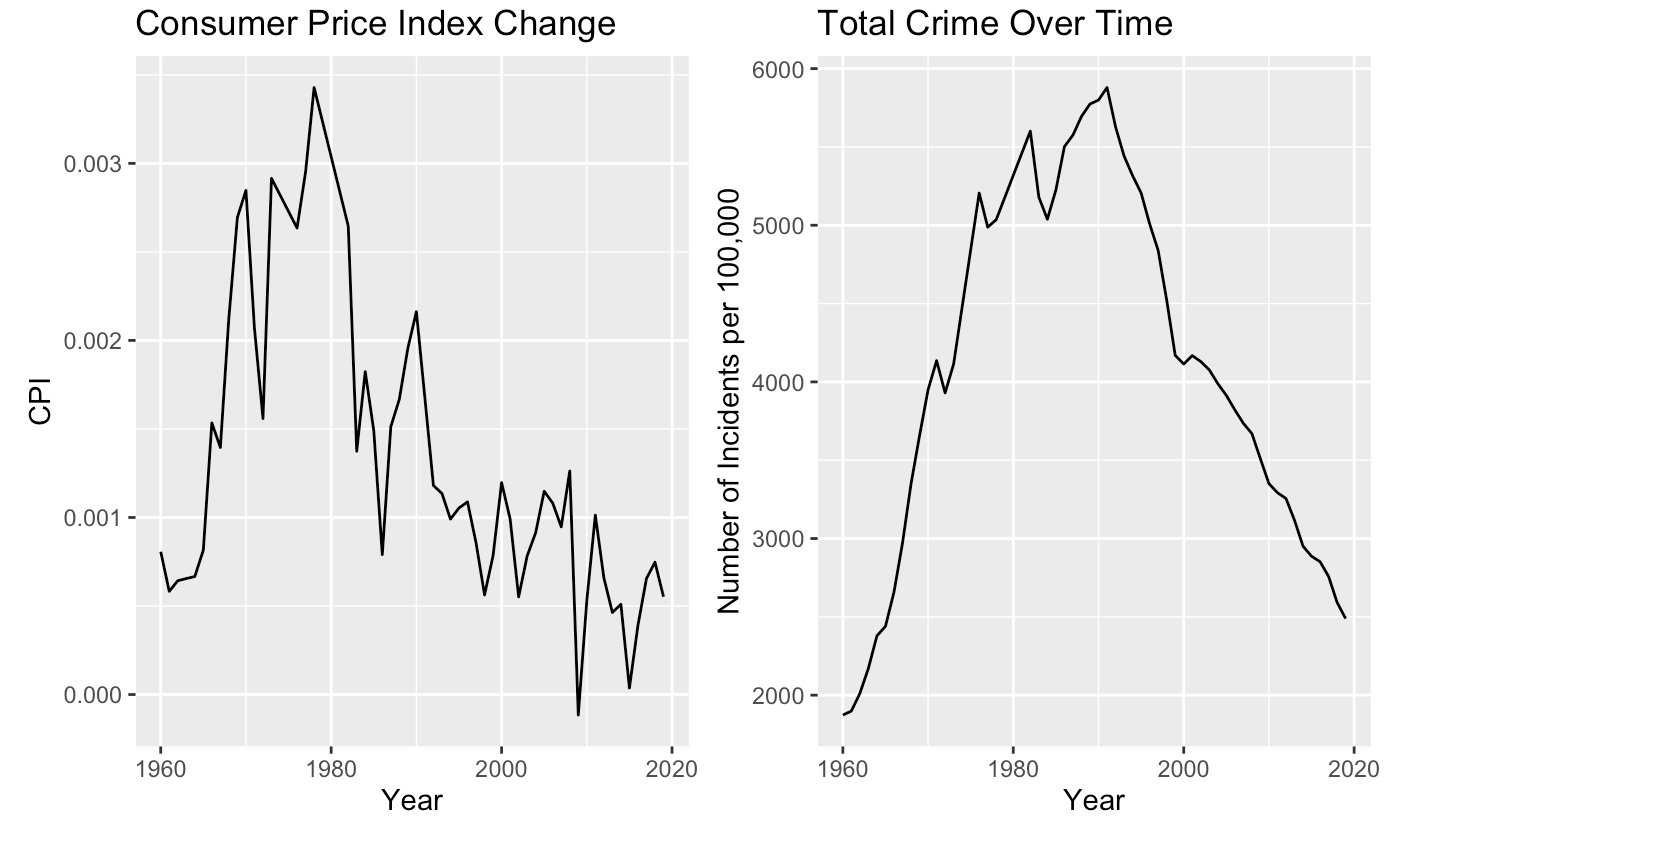 Consumer Price Index Change
CPI
0.003
0.002
0.001
0.000
1960 1980 2000 2020
Year
Total Crime Over Time
Number of Incidents per 100,000
6000
5000
4000
3000
2000
1960 1980 2000 2020
Year